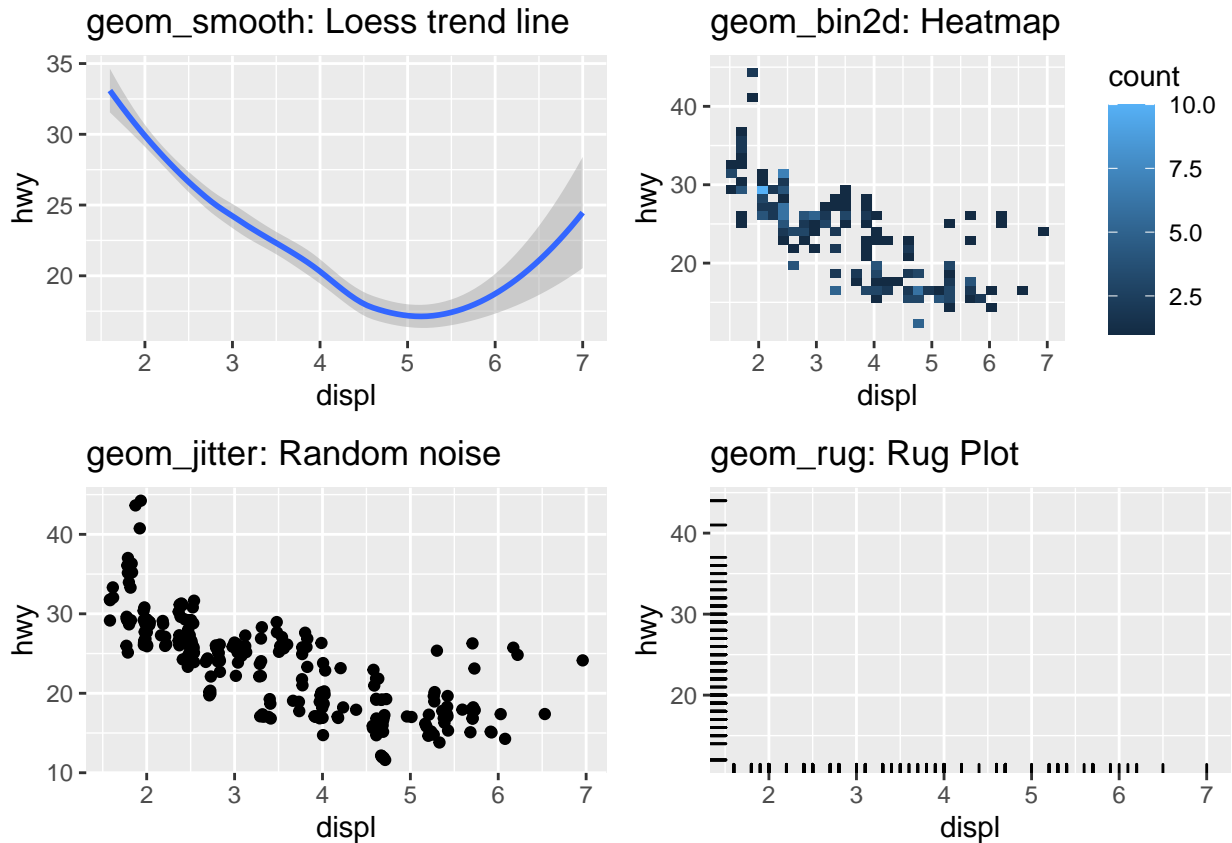 geom_smooth: Loess trend line
35
30
25
20
hwy
2 3 4 5 6 7
displ
geom_bin2d: Heatmap
40
30
20
hwy
2 3 4 5 6 7
displ
count
10.0
7.5
5.0
2.5
geom_jitter: Random noise
40
30
20
10
hwy
2 3 4 5 6 7
displ
geom_rug: Rug Plot
40
30
20
hwy
2 3 4 5 6 7
displ